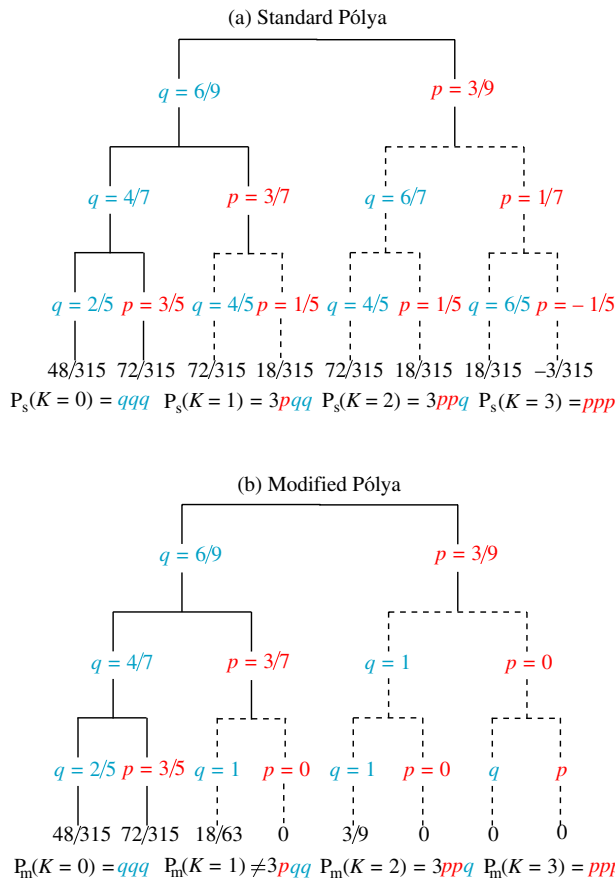 (a) Standard Pólya
q = 6/9 p = 3/9
q = 4/7 p = 3/7 q = 6/7 p = 1/7
q = 2/5 p = 3/5 q = 4/5 p = 1/5 q = 4/5 p = 1/5 q = 6/5 p = – 1/5
48/315 72/315 72/315 18/315 72/315 18/315 18/315 –3/315
Ps(K = 0) = qqq Ps(K = 1) = 3pqq Ps(K = 2) = 3ppq Ps(K = 3) = ppp
(b) Modified Pólya
q = 6/9 p = 3/9
q = 4/7 p = 3/7 q = 1 p = 0
q = 2/5 p = 3/5 q = 1 p = 0 q = 1 p = 0 q p
48/315 72/315 18/63 0 3/9 0 0 0
Pm(K = 0) = qqq Pm(K = 1) ≠ 3pqq Pm(K = 2) = 3ppq Pm(K = 3) = ppp